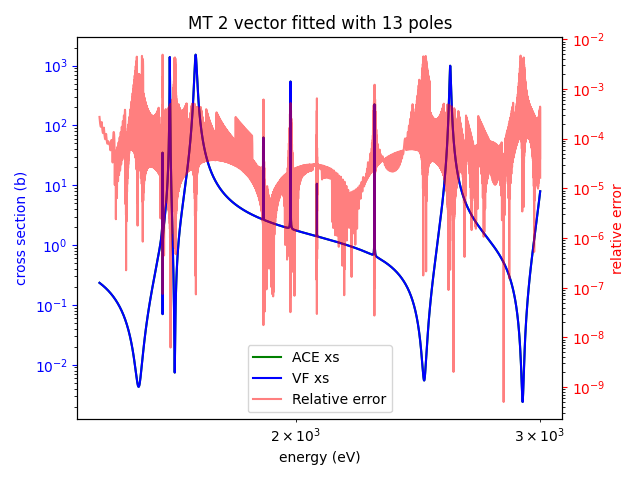 MT 2 vector fitted with 13 poles
cross section (b)
10³
10²
10¹
10⁰
10⁻¹
10⁻²
10⁻²
10⁻³
10⁻⁴
10⁻⁵
10⁻⁶
10⁻⁷
10⁻⁸
10⁻⁹
relative error
ACE xs
VF xs
Relative error
2 × 10³
3 × 10³
energy (eV)